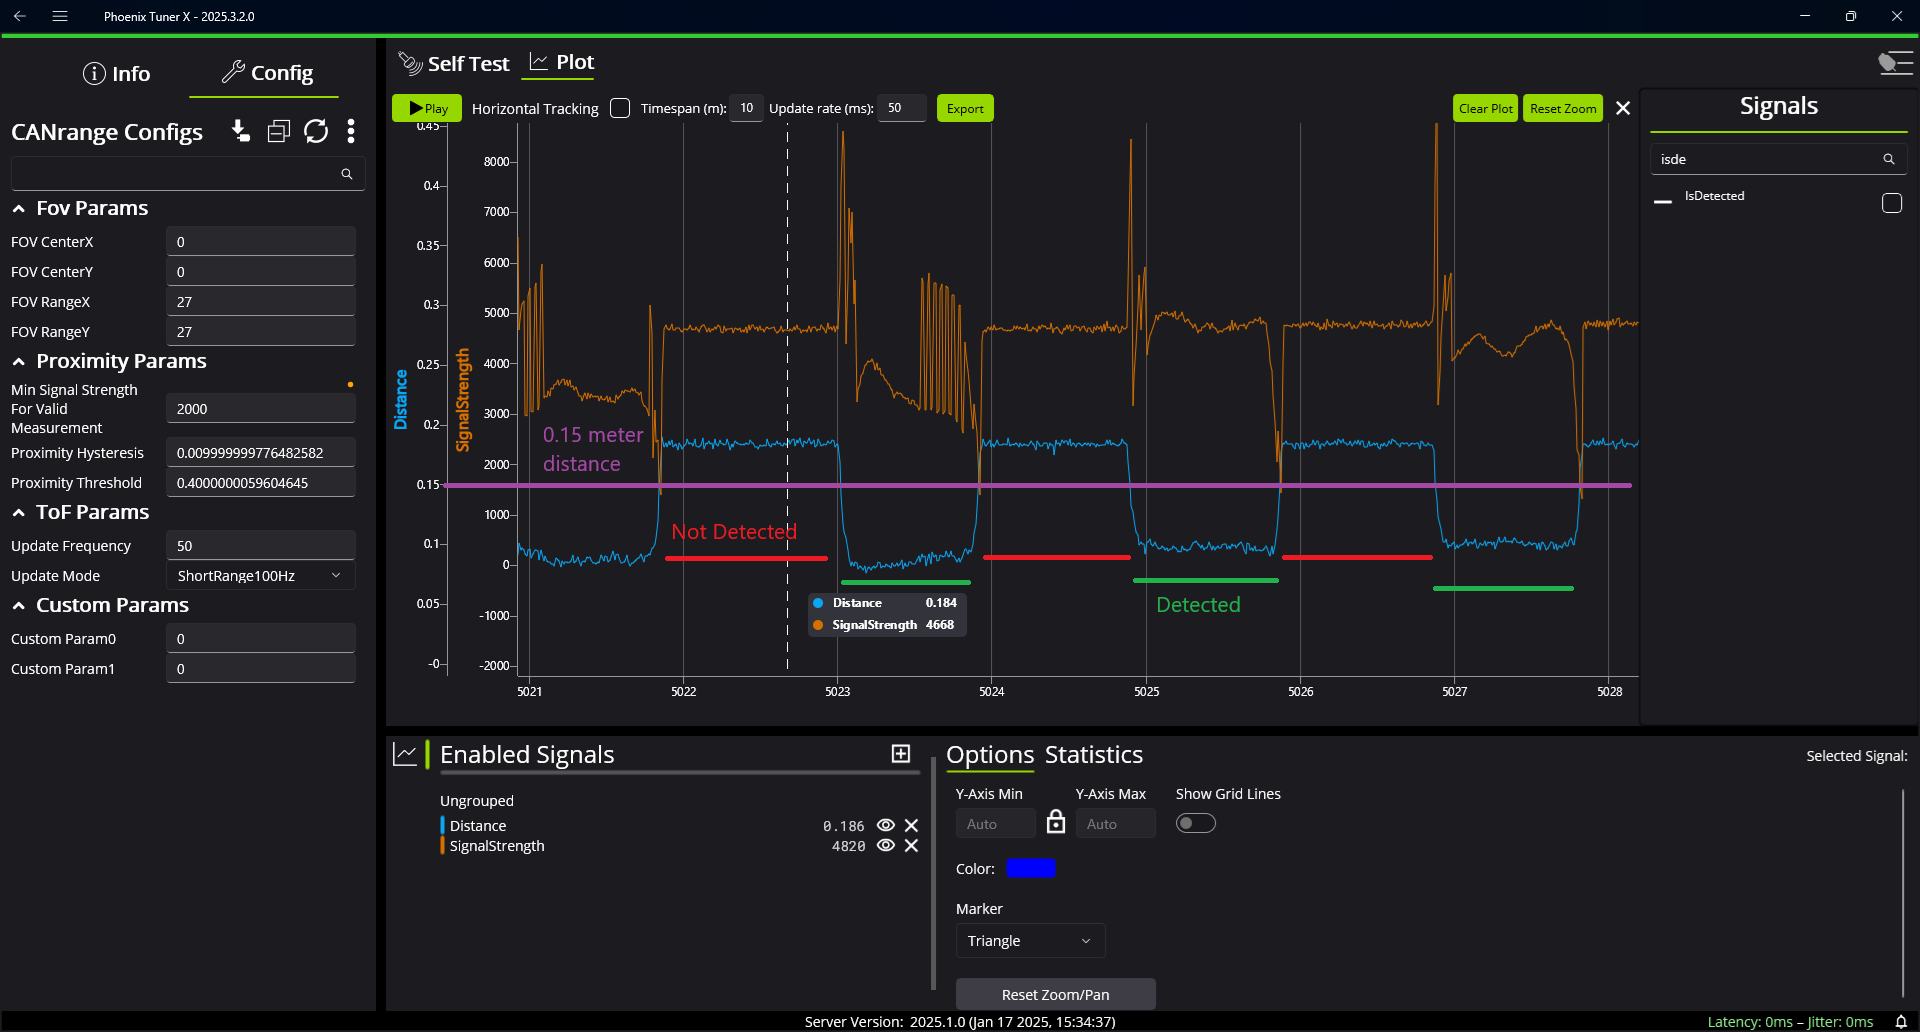 Phoenix Tuner X - 2025.3.2.0
Info
Config
CANrange Configs
Fov Params
FOV CenterX 0
FOV CenterY 0
FOV RangeX 27
FOV RangeY 27
Proximity Params
Min Signal Strength
For Valid
Measurement
2000
Proximity Hysteresis 0.009999999776482582
Proximity Threshold 0.4000000059604645
ToF Params
Update Frequency 50
Update Mode ShortRange100Hz
Custom Params
Custom Param0 0
Custom Param1 0
Self Test Plot
Play Horizontal Tracking Timespan (m): 10 Update rate (ms): 50 Export Clear Plot Reset Zoom
Distance
0.45
0.4
0.35
0.3
0.25
0.2
0.15
0.1
0.05
-0
SignalStrength
8000
7000
6000
5000
4000
3000
2000
1000
0
-1000
-2000
0.15 meter
distance
Not Detected
Detected
Distance 0.184
SignalStrength 4668
5021 5022 5023 5024 5025 5026 5027 5028
Signals
isde
IsDetected
Enabled Signals
Ungrouped
Distance 0.186
SignalStrength 4820
Options Statistics
Selected Signal:
Y-Axis Min Y-Axis Max Show Grid Lines
Auto Auto
Color:
Marker
Triangle
Reset Zoom/Pan
Server Version: 2025.1.0 (Jan 17 2025, 15:34:37)
Latency: 0ms – Jitter: 0ms